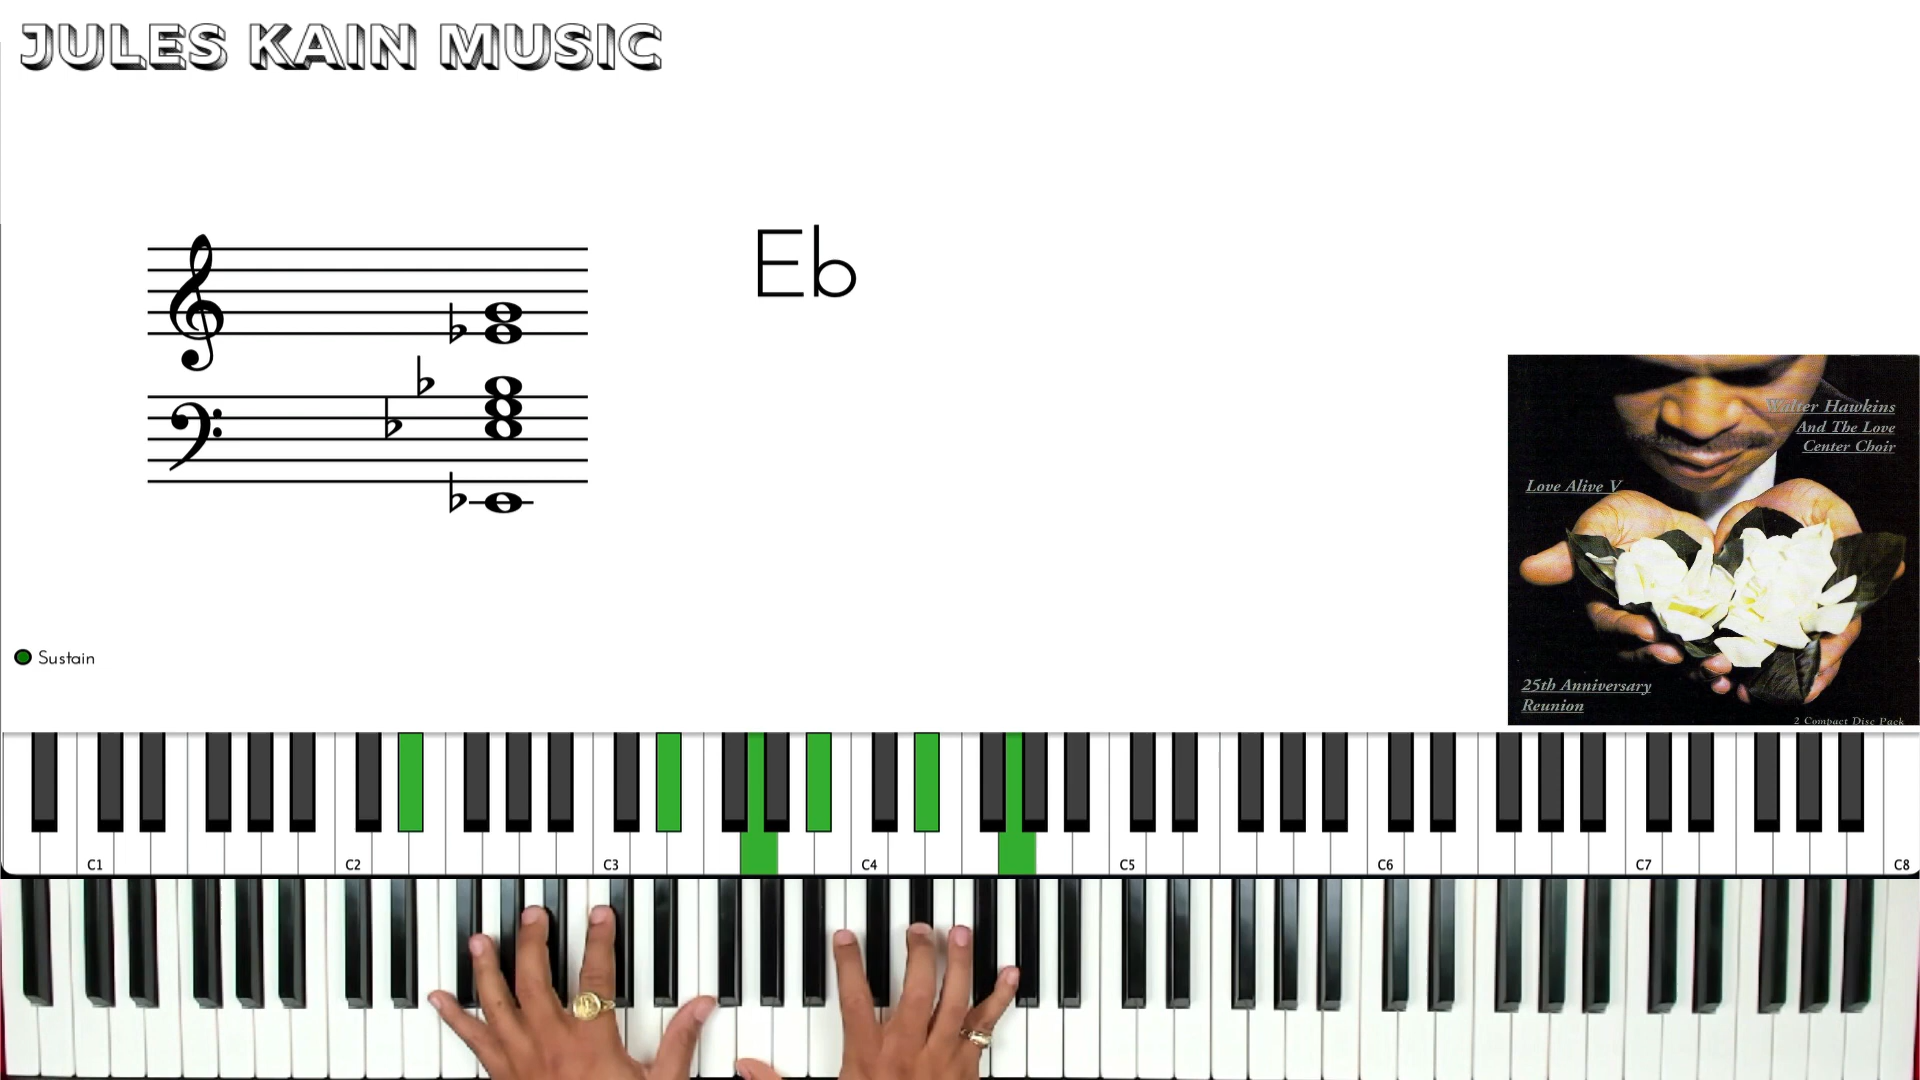 JULES KAIN MUSIC
Eb
Walter Hawkins
And The Love
Center Choir
Love Alive V
25th Anniversary
Reunion
2 Compact Disc Pack
Sustain
C1 C2 C3 C4 C5 C6 C7 C8